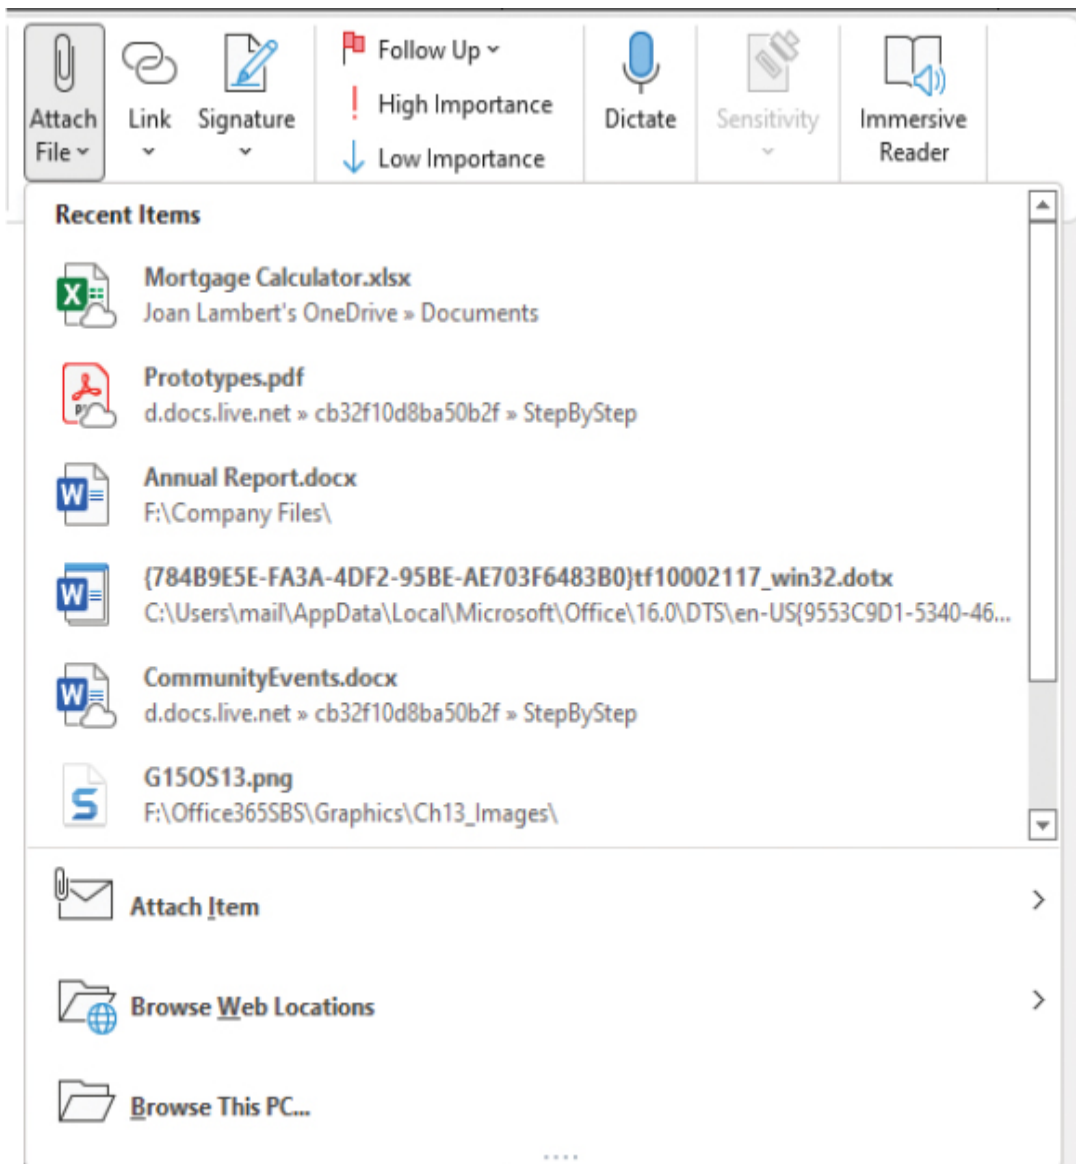 Attach
File
Link
Signature
Follow Up
High Importance
Low Importance
Dictate
Sensitivity
Immersive
Reader
Recent Items
Mortgage Calculator.xlsx
Joan Lambert's OneDrive » Documents
Prototypes.pdf
d.docs.live.net » cb32f10d8ba50b2f » StepByStep
Annual Report.docx
F:\Company Files\
{784B9E5E-FA3A-4DF2-95BE-AE703F6483B0}tf10002117_win32.dotx
C:\Users\mail\AppData\Local\Microsoft\Office\16.0\DTS\en-US{9553C9D1-5340-46...
CommunityEvents.docx
d.docs.live.net » cb32f10d8ba50b2f » StepByStep
G15OS13.png
F:\Office365SBS\Graphics\Ch13_Images\
Attach Item
Browse Web Locations
Browse This PC...